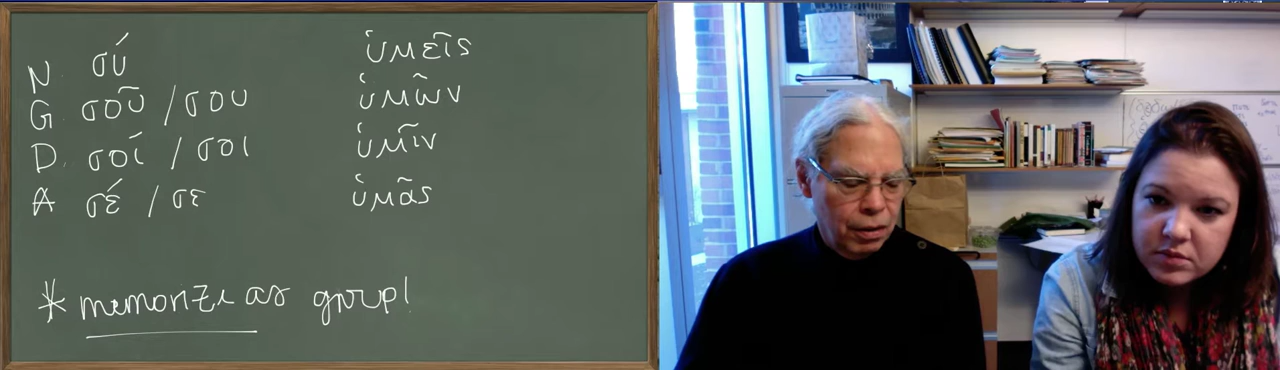 N. σύ ὑμεῖς
G σοῦ / σου ὑμῶν
D. σοί / σοι ὑμῖν
A σέ / σε ὑμᾶς
* memorize as group!